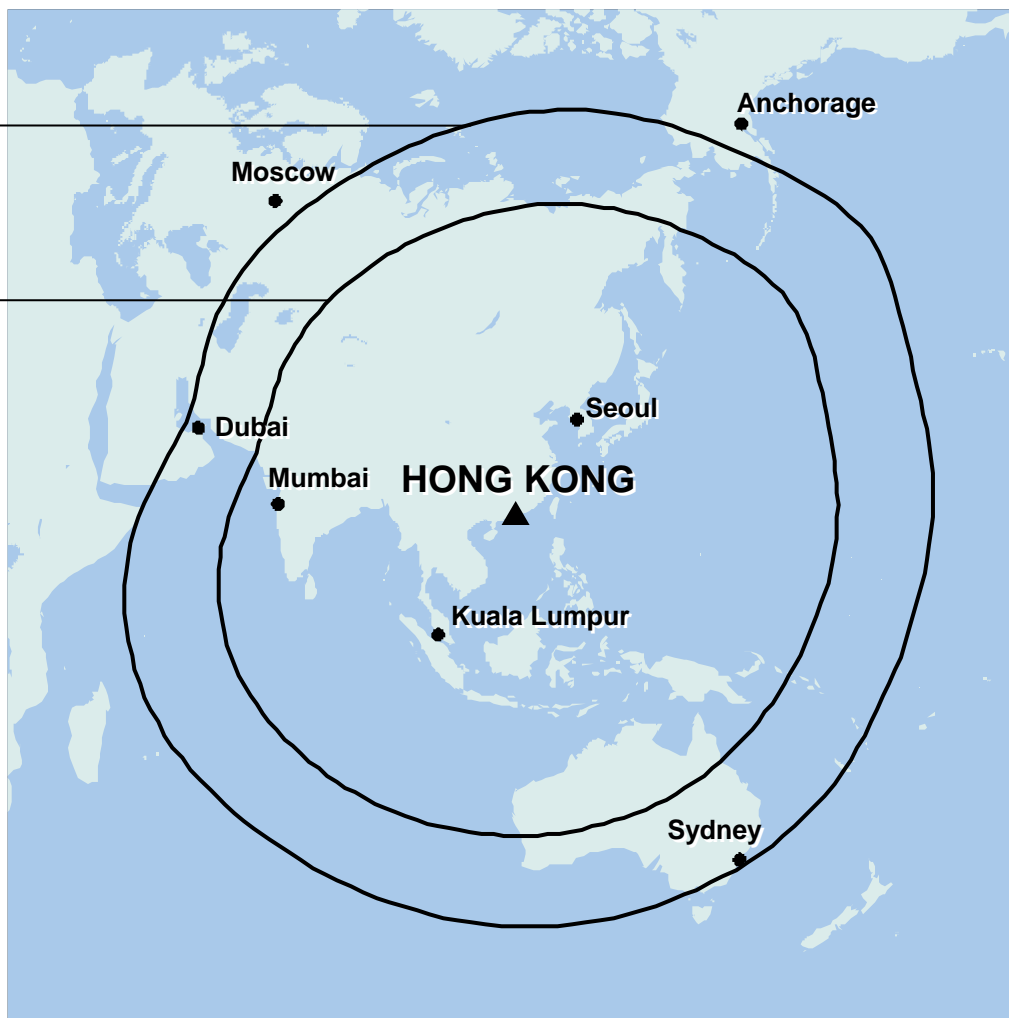 Anchorage
Moscow
Seoul
Dubai
Mumbai
HONG KONG
Kuala Lumpur
Sydney